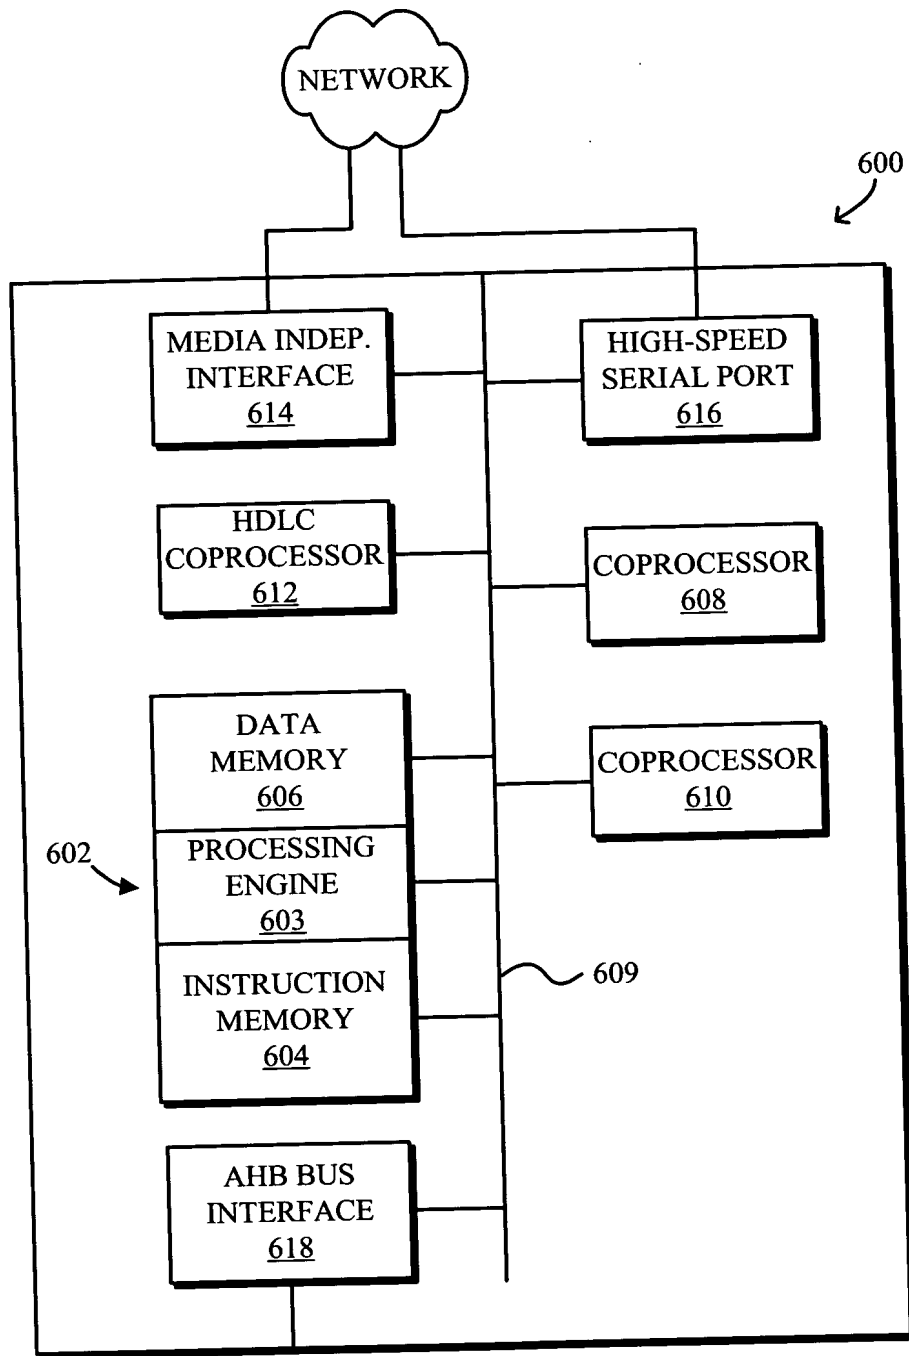 NETWORK
600
MEDIA INDEP.
INTERFACE
614
HIGH-SPEED
SERIAL PORT
616
HDLC
COPROCESSOR
612
COPROCESSOR
608
DATA
MEMORY
606
COPROCESSOR
610
602
PROCESSING
ENGINE
603
INSTRUCTION
MEMORY
604
609
AHB BUS
INTERFACE
618